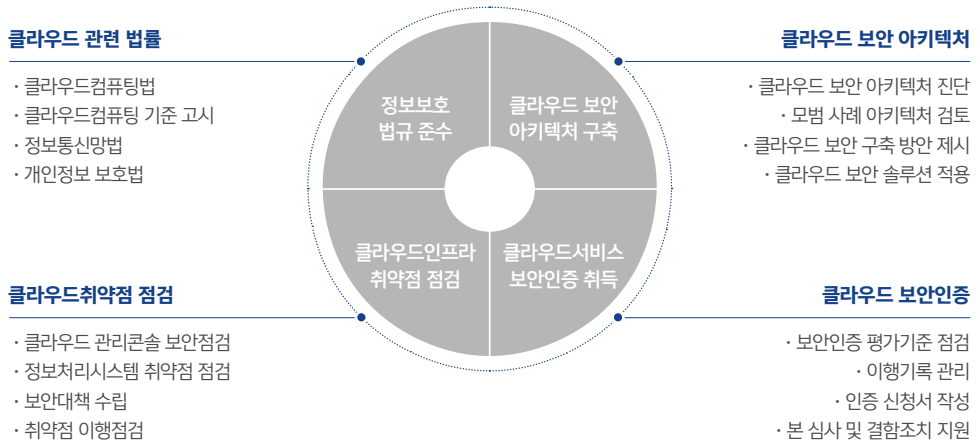 클라우드 관련 법률
· 클라우드컴퓨팅법
· 클라우드컴퓨팅 기준 고시
· 정보통신망법
· 개인정보 보호법
정보보호
법규 준수
클라우드 보안
아키텍처 구축
클라우드 보안 아키텍처
· 클라우드 보안 아키텍처 진단
· 모범 사례 아키텍처 검토
· 클라우드 보안 구축 방안 제시
· 클라우드 보안 솔루션 적용
클라우드취약점 점검
· 클라우드 관리콘솔 보안점검
· 정보처리시스템 취약점 점검
· 보안대책 수립
· 취약점 이행점검
클라우드인프라
취약점 점검
클라우드서비스
보안인증 취득
클라우드 보안인증
· 보안인증 평가기준 점검
· 이행기록 관리
· 인증 신청서 작성
· 본 심사 및 결함조치 지원